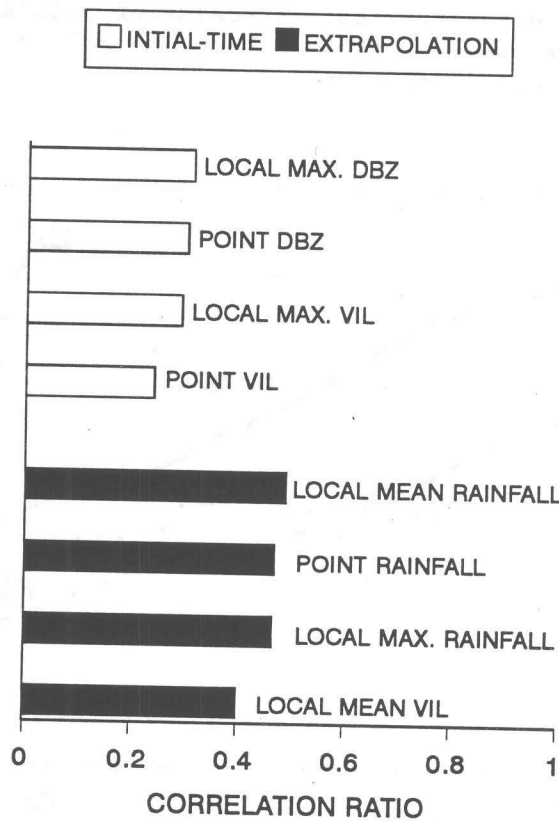 INTIAL-TIME EXTRAPOLATION
LOCAL MAX. DBZ
POINT DBZ
LOCAL MAX. VIL
POINT VIL
LOCAL MEAN RAINFALL
POINT RAINFALL
LOCAL MAX. RAINFALL
LOCAL MEAN VIL
0 0.2 0.4 0.6 0.8 1
CORRELATION RATIO